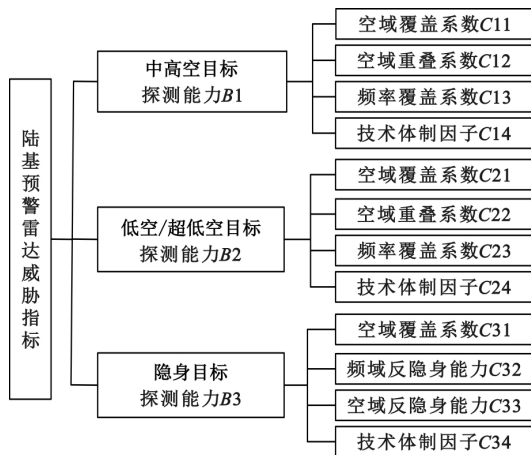 陆基预警雷达威胁指标
中高空目标
探测能力B1
空域覆盖系数C11
空域重叠系数C12
频率覆盖系数C13
技术体制因子C14
低空/超低空目标
探测能力B2
空域覆盖系数C21
空域重叠系数C22
频率覆盖系数C23
技术体制因子C24
隐身目标
探测能力B3
空域覆盖系数C31
频域反隐身能力C32
空域反隐身能力C33
技术体制因子C34